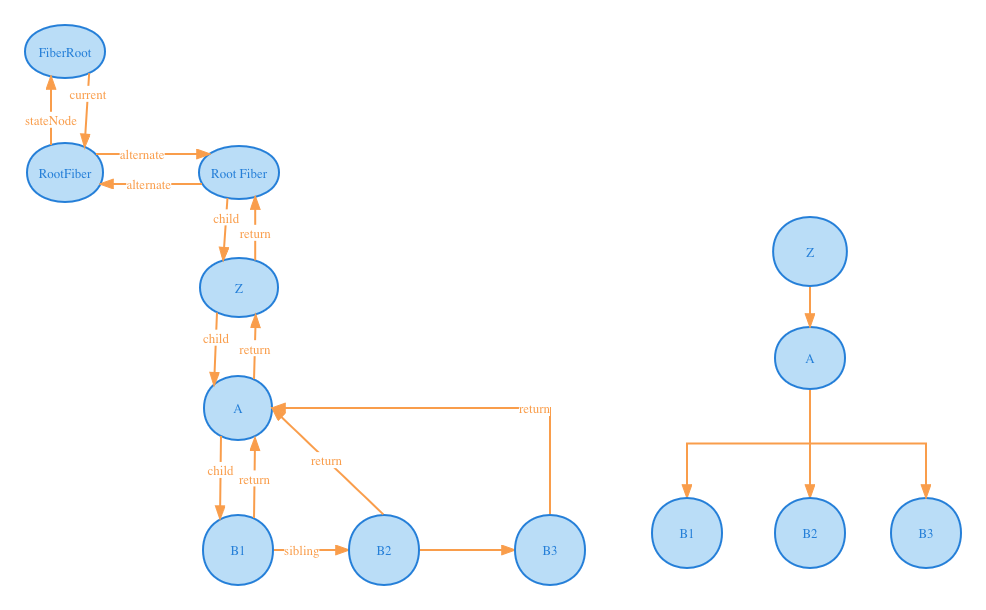 FiberRoot
current
stateNode
alternate
RootFiber
Root Fiber
alternate
child
return
Z
Z
child
return
A
A
return
return
child
return
B1
B2
B3
B1
sibling
B2
B3